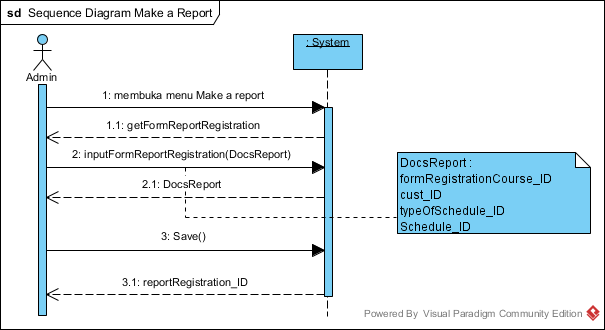 sd Sequence Diagram Make a Report
Admin
: System
1: membuka menu Make a report
1.1: getFormReportRegistration
2: inputFormReportRegistration(DocsReport)
2.1: DocsReport
DocsReport :
formRegistrationCourse_ID
cust_ID
typeOfSchedule_ID
Schedule_ID
3: Save()
3.1: reportRegistration_ID
Powered By Visual Paradigm Community Edition